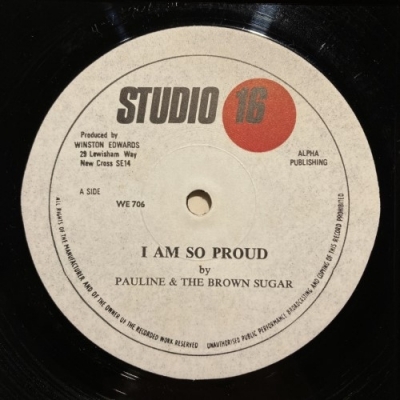 STUDIO 16
Produced by
WINSTON EDWARDS
29 Lewisham Way
New Cross SE14
ALPHA
PUBLISHING
A SIDE
WE 706
I AM SO PROUD
by
PAULINE & THE BROWN SUGAR
ALL RIGHTS OF THE MANUFACTURER AND OF THE OWNER OF THE RECORDED WORK RESERVED
UNAUTHORISED PUBLIC PERFORMANCE BROADCASTING AND COPYING OF THIS RECORD PROHIBITED